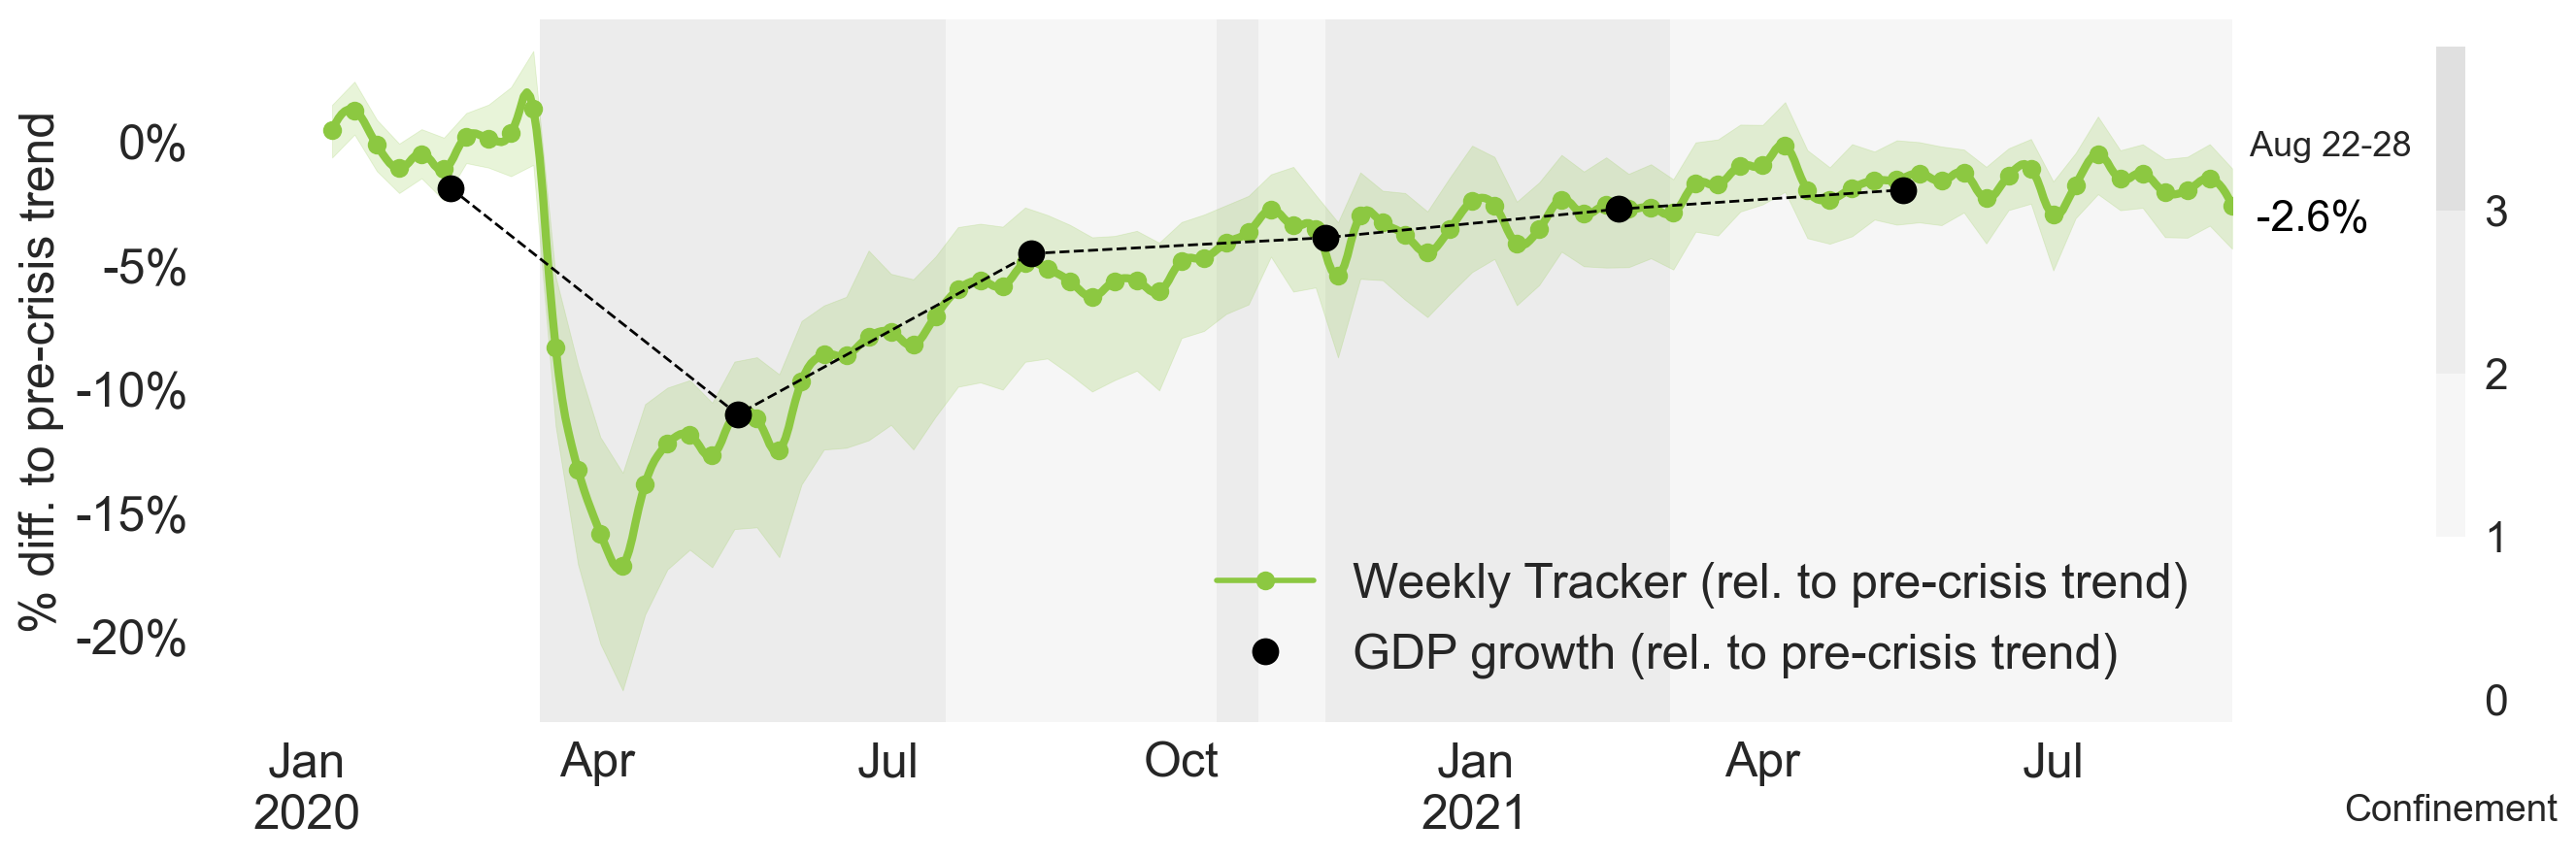 % diff. to pre-crisis trend
0%
-5%
-10%
-15%
-20%
Jan
2020
Apr
Jul
Oct
Jan
2021
Apr
Jul
Weekly Tracker (rel. to pre-crisis trend)
GDP growth (rel. to pre-crisis trend)
Aug 22-28
-2.6%
3
2
1
0
Confinement